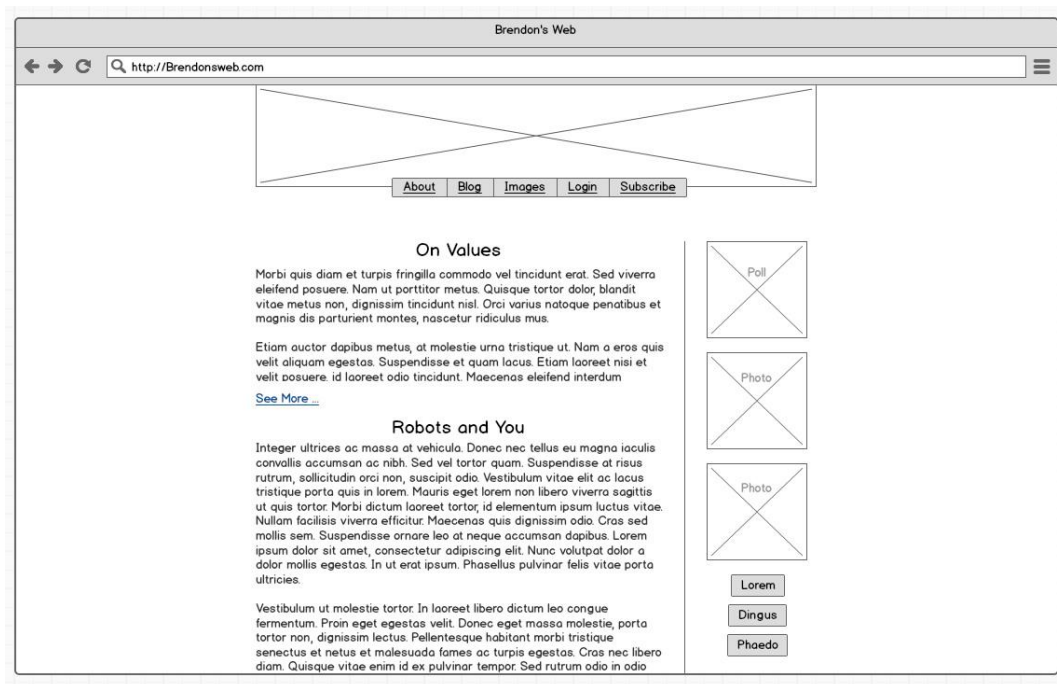 Brendon's Web
http://Brendonsweb.com
About Blog Images Login Subscribe
On Values
Morbi quis diam et turpis fringilla commodo vel tincidunt erat. Sed viverra
eleifend posuere. Nam ut porttitor metus. Quisque tortor dolor, blandit
vitae metus non, dignissim tincidunt nisl. Orci varius natoque penatibus et
magnis dis parturient montes, nascetur ridiculus mus.
Etiam auctor dapibus metus, at molestie urna tristique ut. Nam a eros quis
velit aliquam egestas. Suspendisse et quam lacus. Etiam laoreet nisi et
velit posuere, id laoreet odio tincidunt. Maecenas eleifend interdum
See More ...
Robots and You
Integer ultrices ac massa at vehicula. Donec nec tellus eu magna iaculis
convallis accumsan ac nibh. Sed vel tortor quam. Suspendisse at risus
rutrum, sollicitudin orci non, suscipit odio. Vestibulum vitae elit ac lacus
tristique porta quis in lorem. Mauris eget lorem non libero viverra sagittis
ut quis tortor. Morbi dictum laoreet tortor, id elementum ipsum luctus vitae.
Nullam facilisis viverra efficitur. Maecenas quis dignissim odio. Cras sed
mollis sem. Suspendisse ornare leo at neque accumsan dapibus. Lorem
ipsum dolor sit amet, consectetur adipiscing elit. Nunc volutpat dolor a
dolor mollis egestas. In ut erat ipsum. Phasellus pulvinar felis vitae porta
ultricies.
Vestibulum ut molestie tortor. In laoreet libero dictum leo congue
fermentum. Proin eget egestas velit. Donec eget massa molestie, porta
tortor non, dignissim lectus. Pellentesque habitant morbi tristique
senectus et netus et malesuada fames ac turpis egestas. Cras nec libero
diam. Quisque vitae enim id ex pulvinar tempor. Sed rutrum odio in odio
Poll
Photo
Photo
Lorem
Dingus
Phaedo